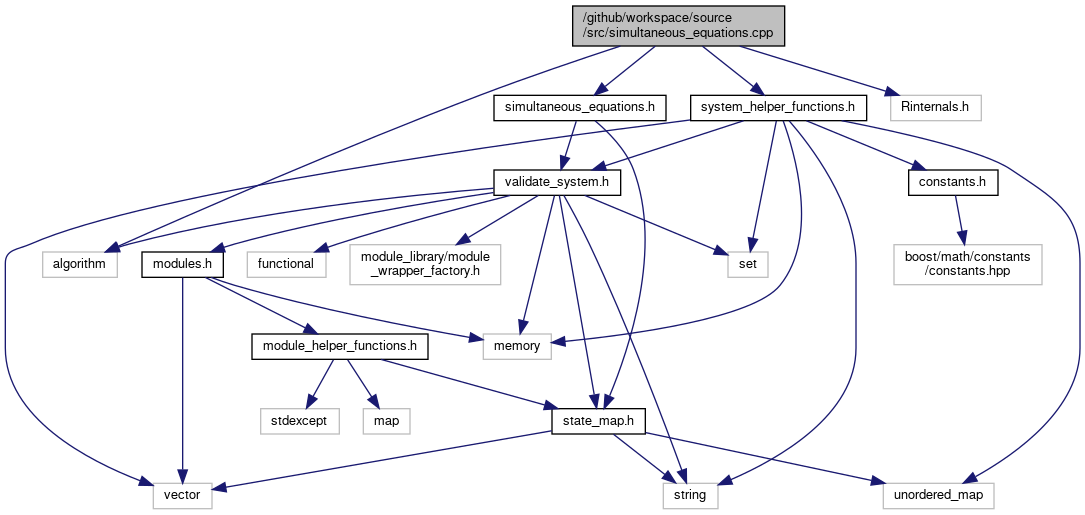 /github/workspace/source
/src/simultaneous_equations.cpp
simultaneous_equations.h
system_helper_functions.h
Rinternals.h
validate_system.h
constants.h
algorithm
modules.h
functional
module_library/module
_wrapper_factory.h
set
boost/math/constants
/constants.hpp
module_helper_functions.h
memory
stdexcept
map
state_map.h
vector
string
unordered_map